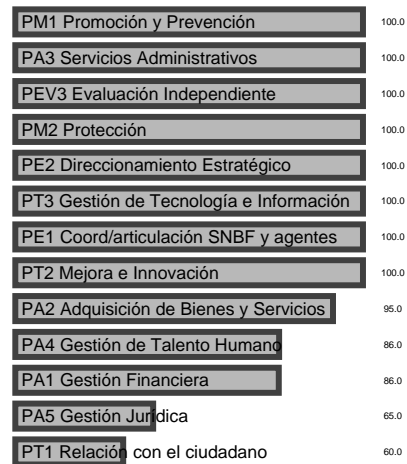 PM1 Promoción y Prevención 100.0
PA3 Servicios Administrativos 100.0
PEV3 Evaluación Independiente 100.0
PM2 Protección 100.0
PE2 Direccionamiento Estratégico 100.0
PT3 Gestión de Tecnología e Información 100.0
PE1 Coord/articulación SNBF y agentes 100.0
PT2 Mejora e Innovación 100.0
PA2 Adquisición de Bienes y Servicios 95.0
PA4 Gestión de Talento Humano 86.0
PA1 Gestión Financiera 86.0
PA5 Gestión Jurídica 65.0
PT1 Relación con el ciudadano 60.0